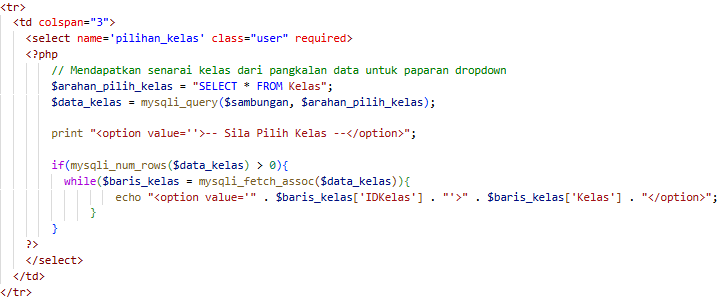 <tr>
<td colspan="3">
<select name='pilihan_kelas' class="user" required>
<?php
// Mendapatkan senarai kelas dari pangkalan data untuk paparan dropdown
$arahan_pilih_kelas = "SELECT * FROM Kelas";
$data_kelas = mysqli_query($sambungan, $arahan_pilih_kelas);
print "<option value=''>-- Sila Pilih Kelas --</option>";
if(mysqli_num_rows($data_kelas) > 0){
while($baris_kelas = mysqli_fetch_assoc($data_kelas)){
echo "<option value='" . $baris_kelas['IDKelas'] . "'>" . $baris_kelas['Kelas'] . "</option>";
}
}
?>
</select>
</td>
</tr>